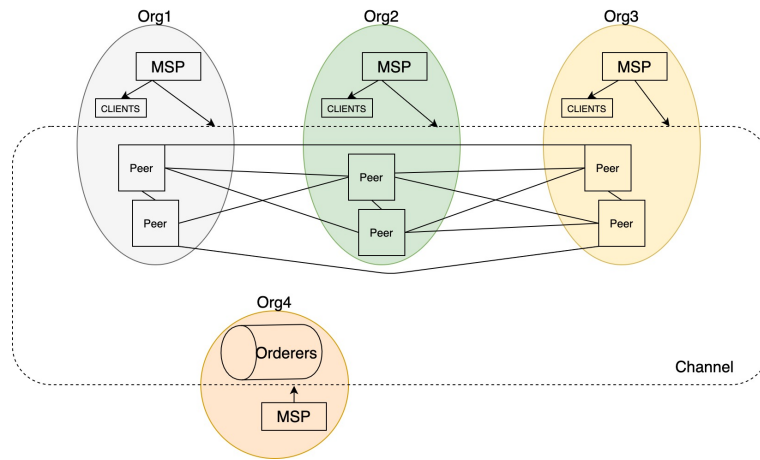 Org1
Org2
Org3
MSP
MSP
MSP
CLIENTS
CLIENTS
CLIENTS
Peer
Peer
Peer
Peer
Peer
Peer
Org4
Orderers
Channel
MSP